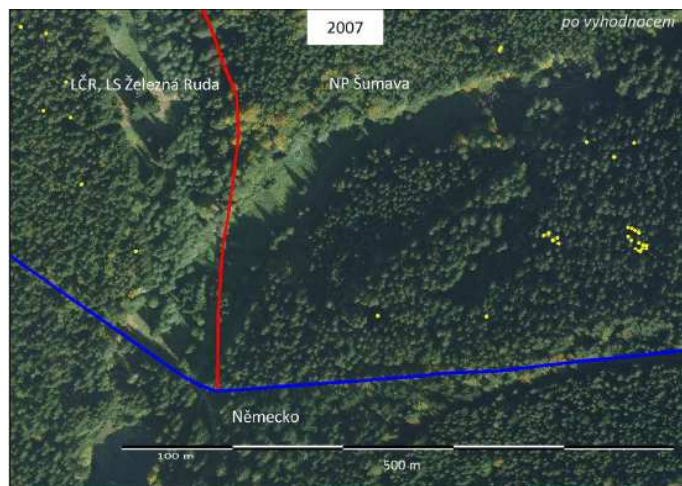 2007
po vyhodnocení
LČR, LS Železná Ruda
NP Šumava
Německo
100 m
500 m